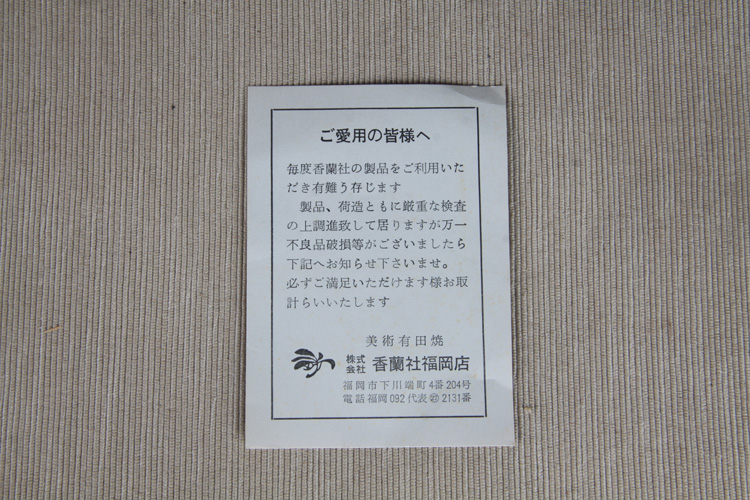 ご愛用の皆様へ
毎度香蘭社の製品をご利用いた
だき有難う存じます
製品、荷造ともに厳重な検査
の上調進致して居りますが万一
不良品破損等がございましたら
下記へお知らせ下さいませ。
必ずご満足いただけます様お取
計らいいたします
美術有田焼
株式会社 香蘭社福岡店
福岡市下川端町4番204号
電話福岡092代表 2131番